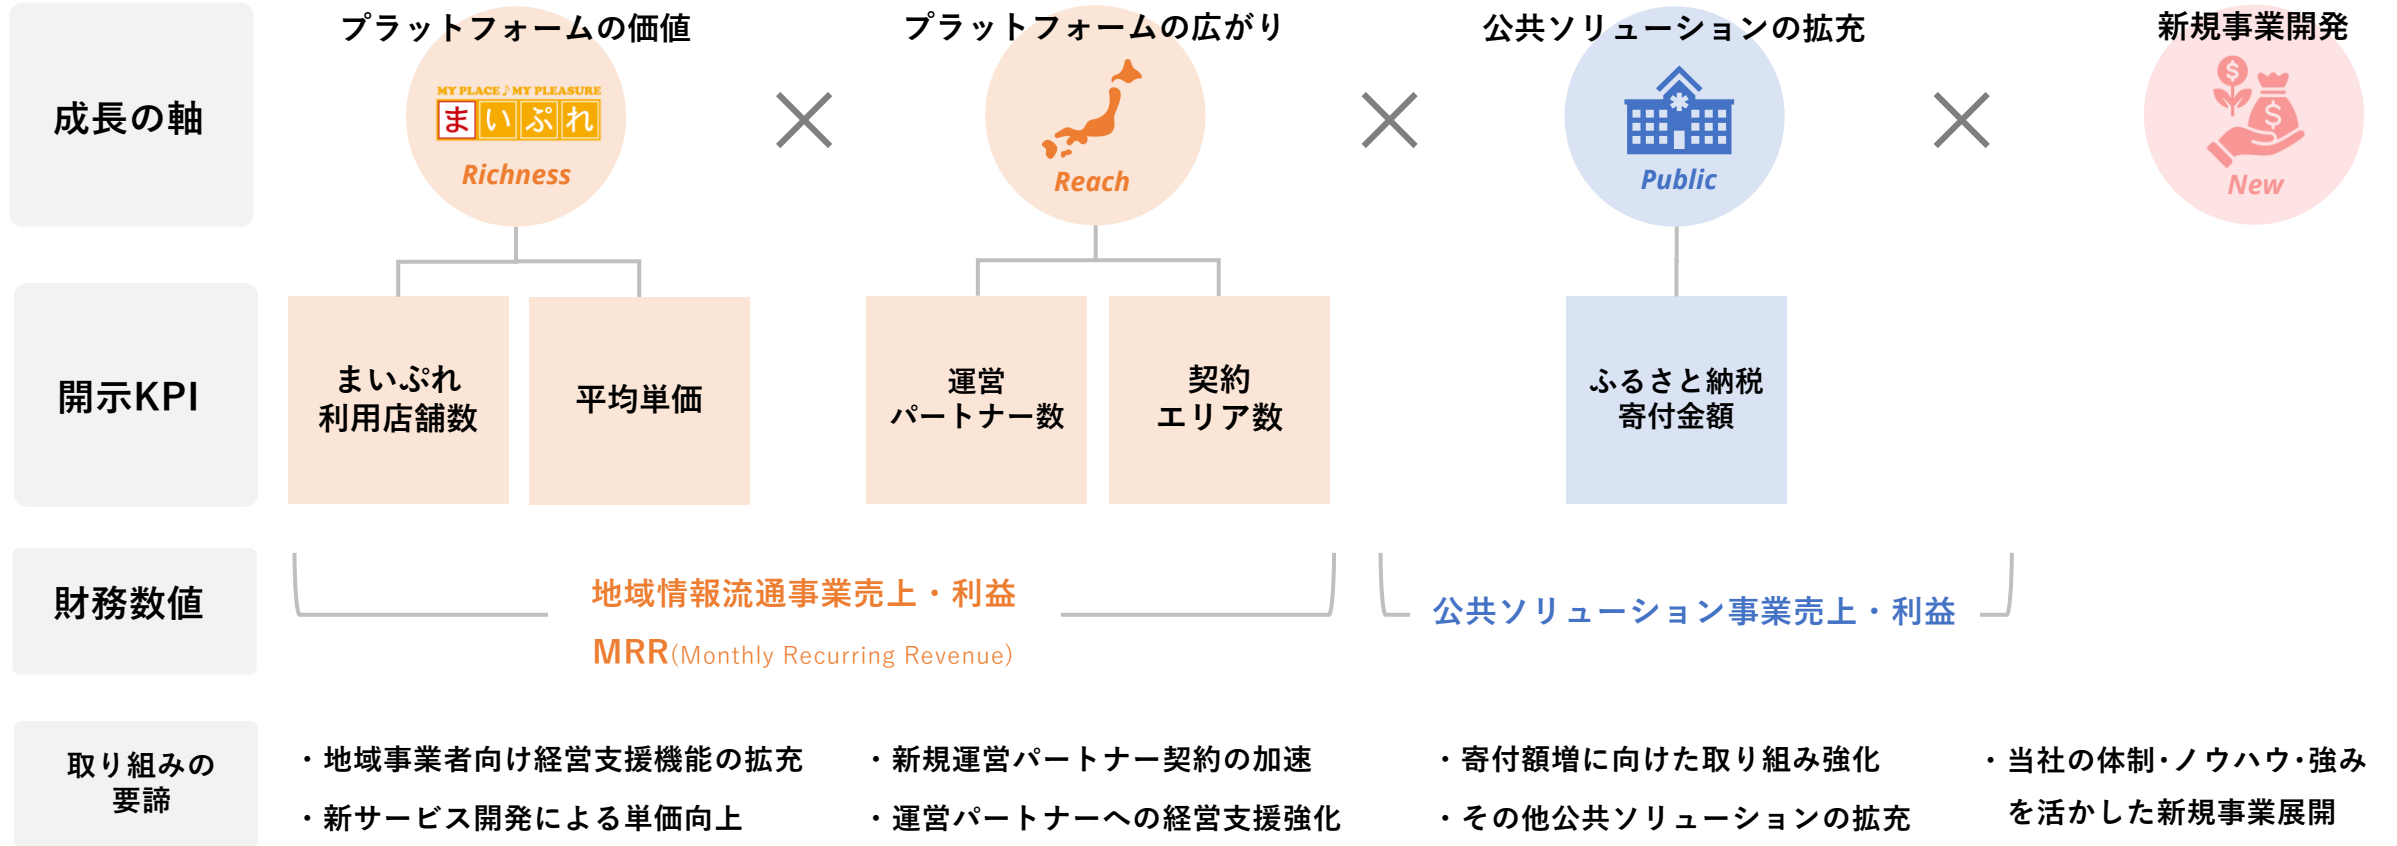 成長の軸
プラットフォームの価値
MY PLACE♪MY PLEASURE
まいぷれ
Richness
プラットフォームの広がり
Reach
公共ソリューションの拡充
Public
新規事業開発
New
開示KPI
まいぷれ
利用店舗数
平均単価
運営
パートナー数
契約
エリア数
ふるさと納税
寄付金額
財務数値
地域情報流通事業売上・利益
MRR(Monthly Recurring Revenue)
公共ソリューション事業売上・利益
取り組みの
要諦
・地域事業者向け経営支援機能の拡充
・新サービス開発による単価向上
・新規運営パートナー契約の加速
・運営パートナーへの経営支援強化
・寄付額増に向けた取り組み強化
・その他公共ソリューションの拡充
・当社の体制・ノウハウ・強み
を活かした新規事業展開